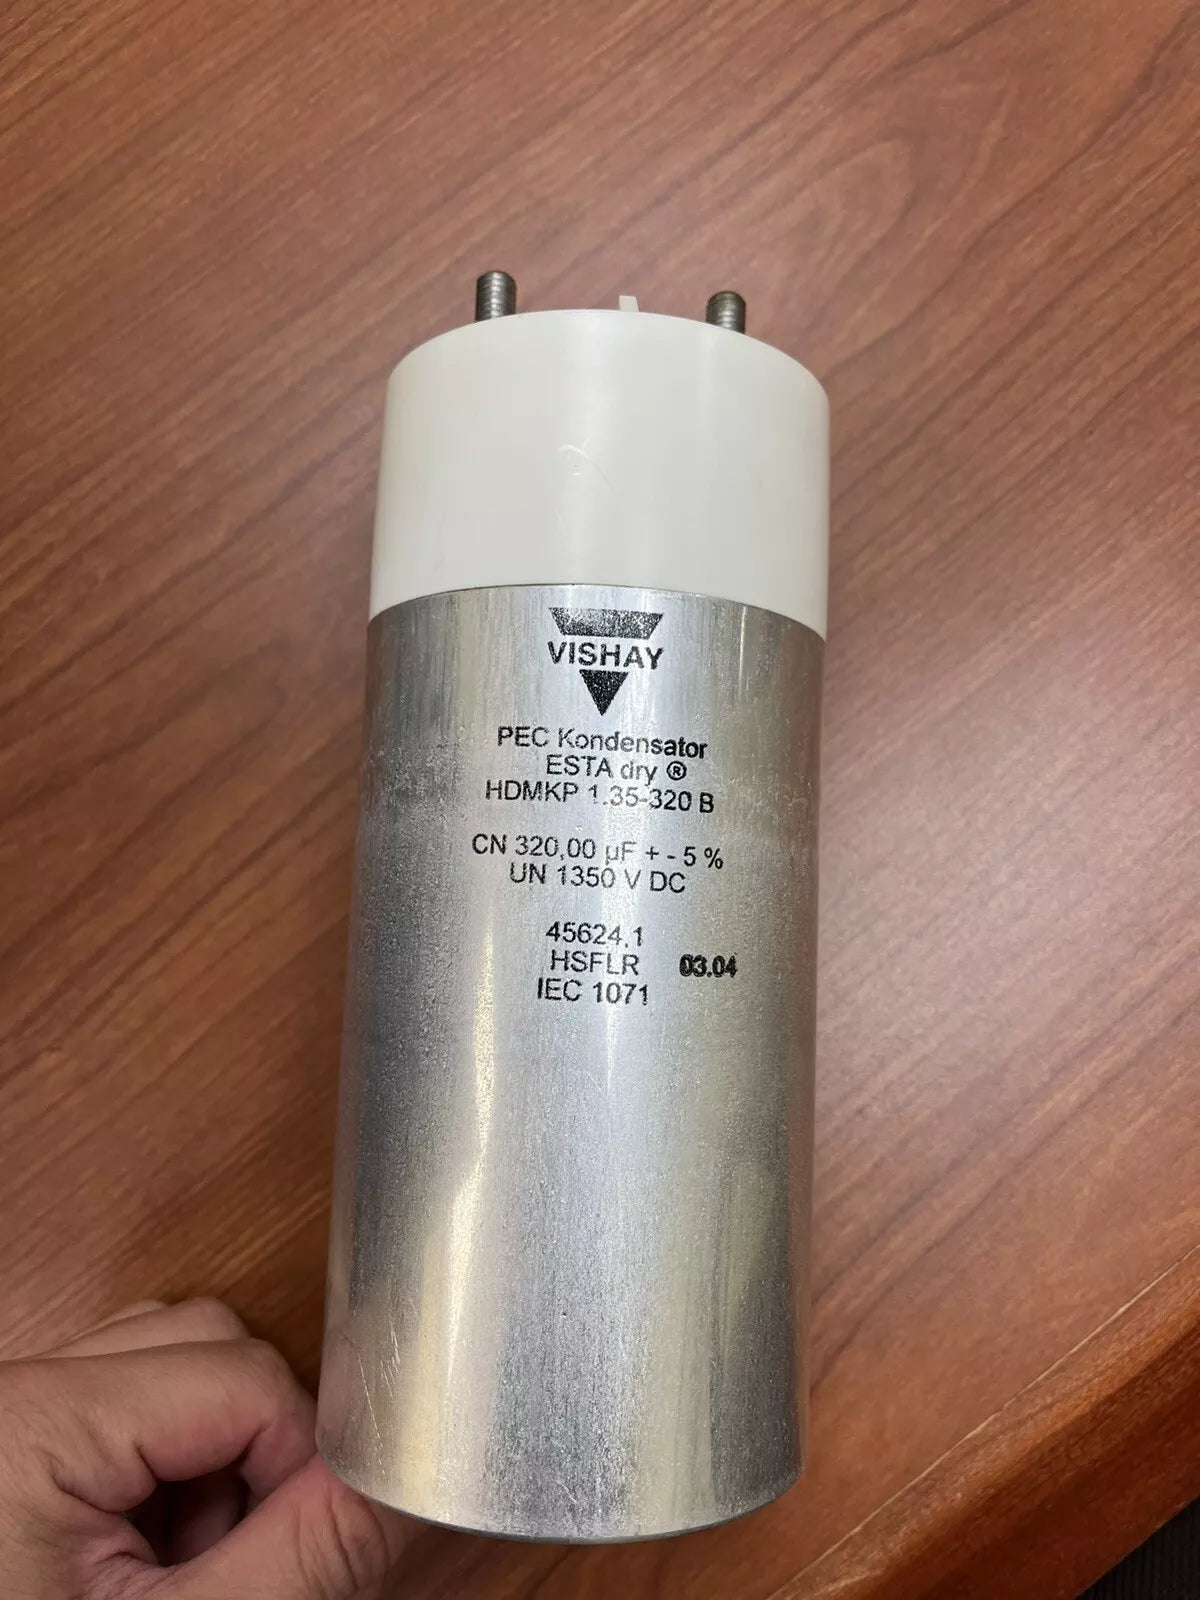 VISHAY
PEC Kondensator
ESTA dry ®
HDMKP 1.35-320 B
CN 320,00 µF + - 5 %
UN 1350 V DC
45624.1
HSFLR 03.04
IEC 1071